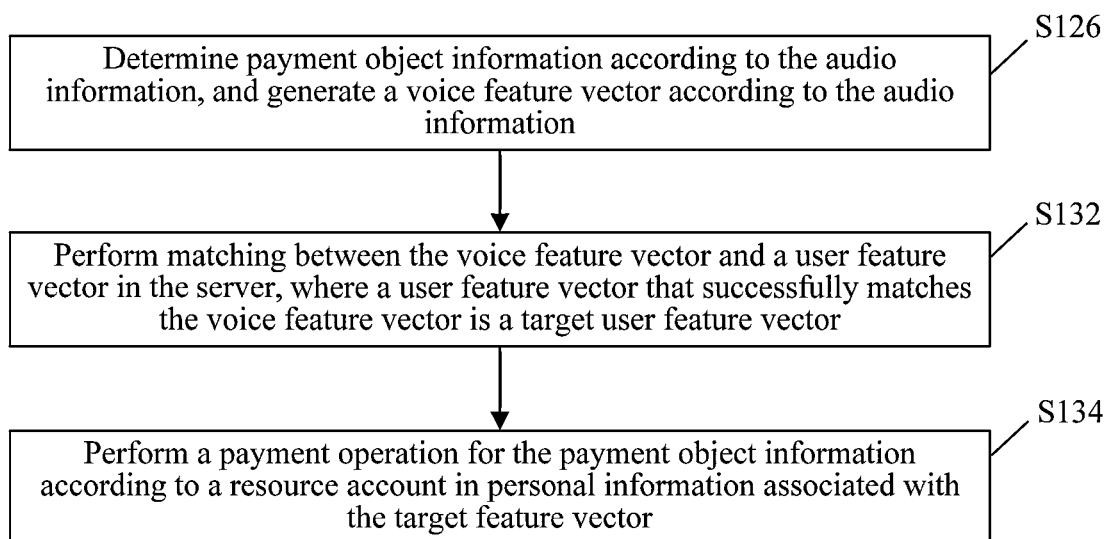 S126
Determine payment object information according to the audio
information, and generate a voice feature vector according to the audio
information
S132
Perform matching between the voice feature vector and a user feature
vector in the server, where a user feature vector that successfully matches
the voice feature vector is a target user feature vector
S134
Perform a payment operation for the payment object information
according to a resource account in personal information associated with
the target feature vector